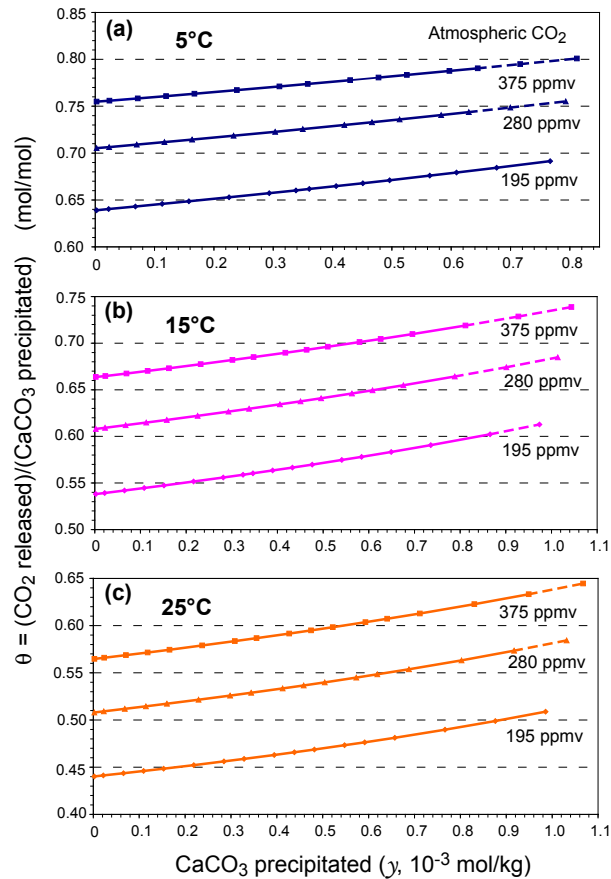 (a)
5°C
Atmospheric CO2
0.80
0.75
0.70
0.65
0.60
375 ppmv
280 ppmv
195 ppmv
0 0.1 0.2 0.3 0.4 0.5 0.6 0.7 0.8
(b)
15°C
0.75
0.70
0.65
0.60
0.55
0.50
375 ppmv
280 ppmv
195 ppmv
0 0.1 0.2 0.3 0.4 0.5 0.6 0.7 0.8 0.9 1.0 1.1
(c)
25°C
0.65
0.60
0.55
0.50
0.45
0.40
375 ppmv
280 ppmv
195 ppmv
0 0.1 0.2 0.3 0.4 0.5 0.6 0.7 0.8 0.9 1.0 1.1
θ = (CO2 released)/(CaCO3 precipitated) (mol/mol)
CaCO3 precipitated (y, 10-3 mol/kg)